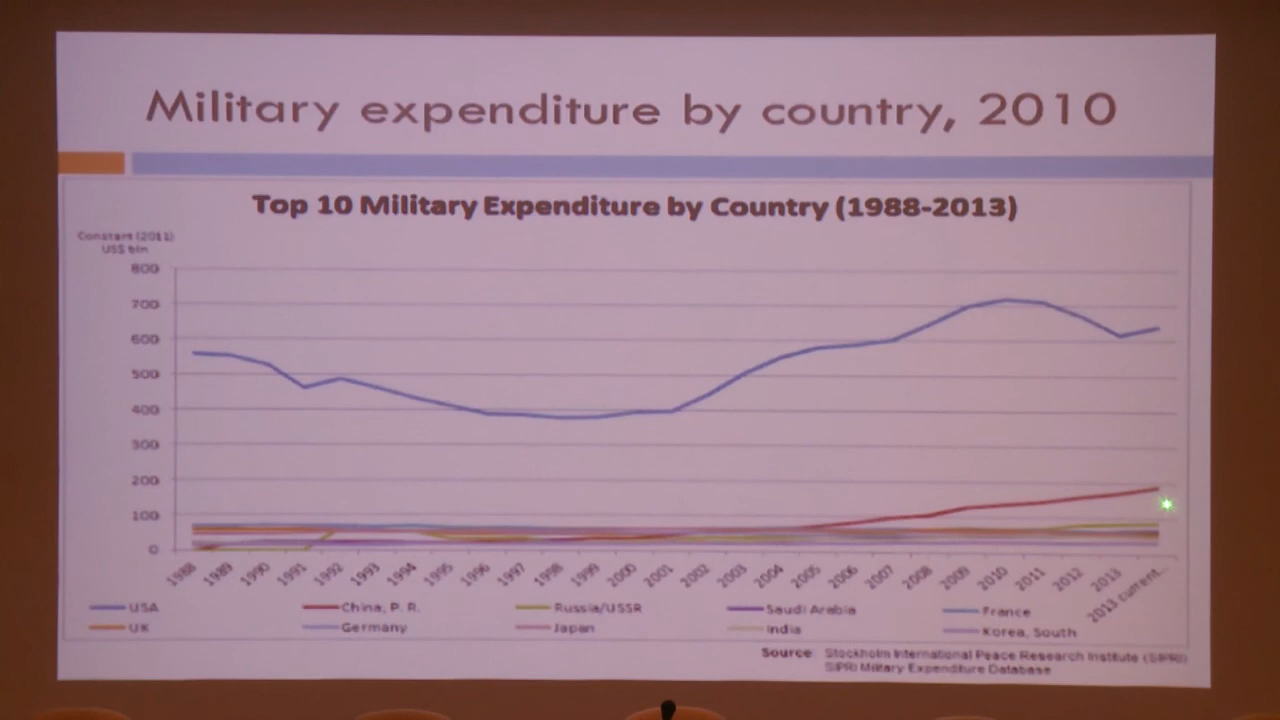 Military expenditure by country, 2010
Top 10 Military Expenditure by Country (1988-2013)
Constant (2011)
US$ bln
800
700
600
500
400
300
200
100
0
1988 1989 1990 1991 1992 1993 1994 1995 1996 1997 1998 1999 2000 2001 2002 2003 2004 2005 2006 2007 2008 2009 2010 2011 2012 2013 2013 current...
USA China, P. R. Russia/USSR Saudi Arabia France
UK Germany Japan India Korea, South
Source: Stockholm International Peace Research Institute (SIPRI)
SIPRI Military Expenditure Database